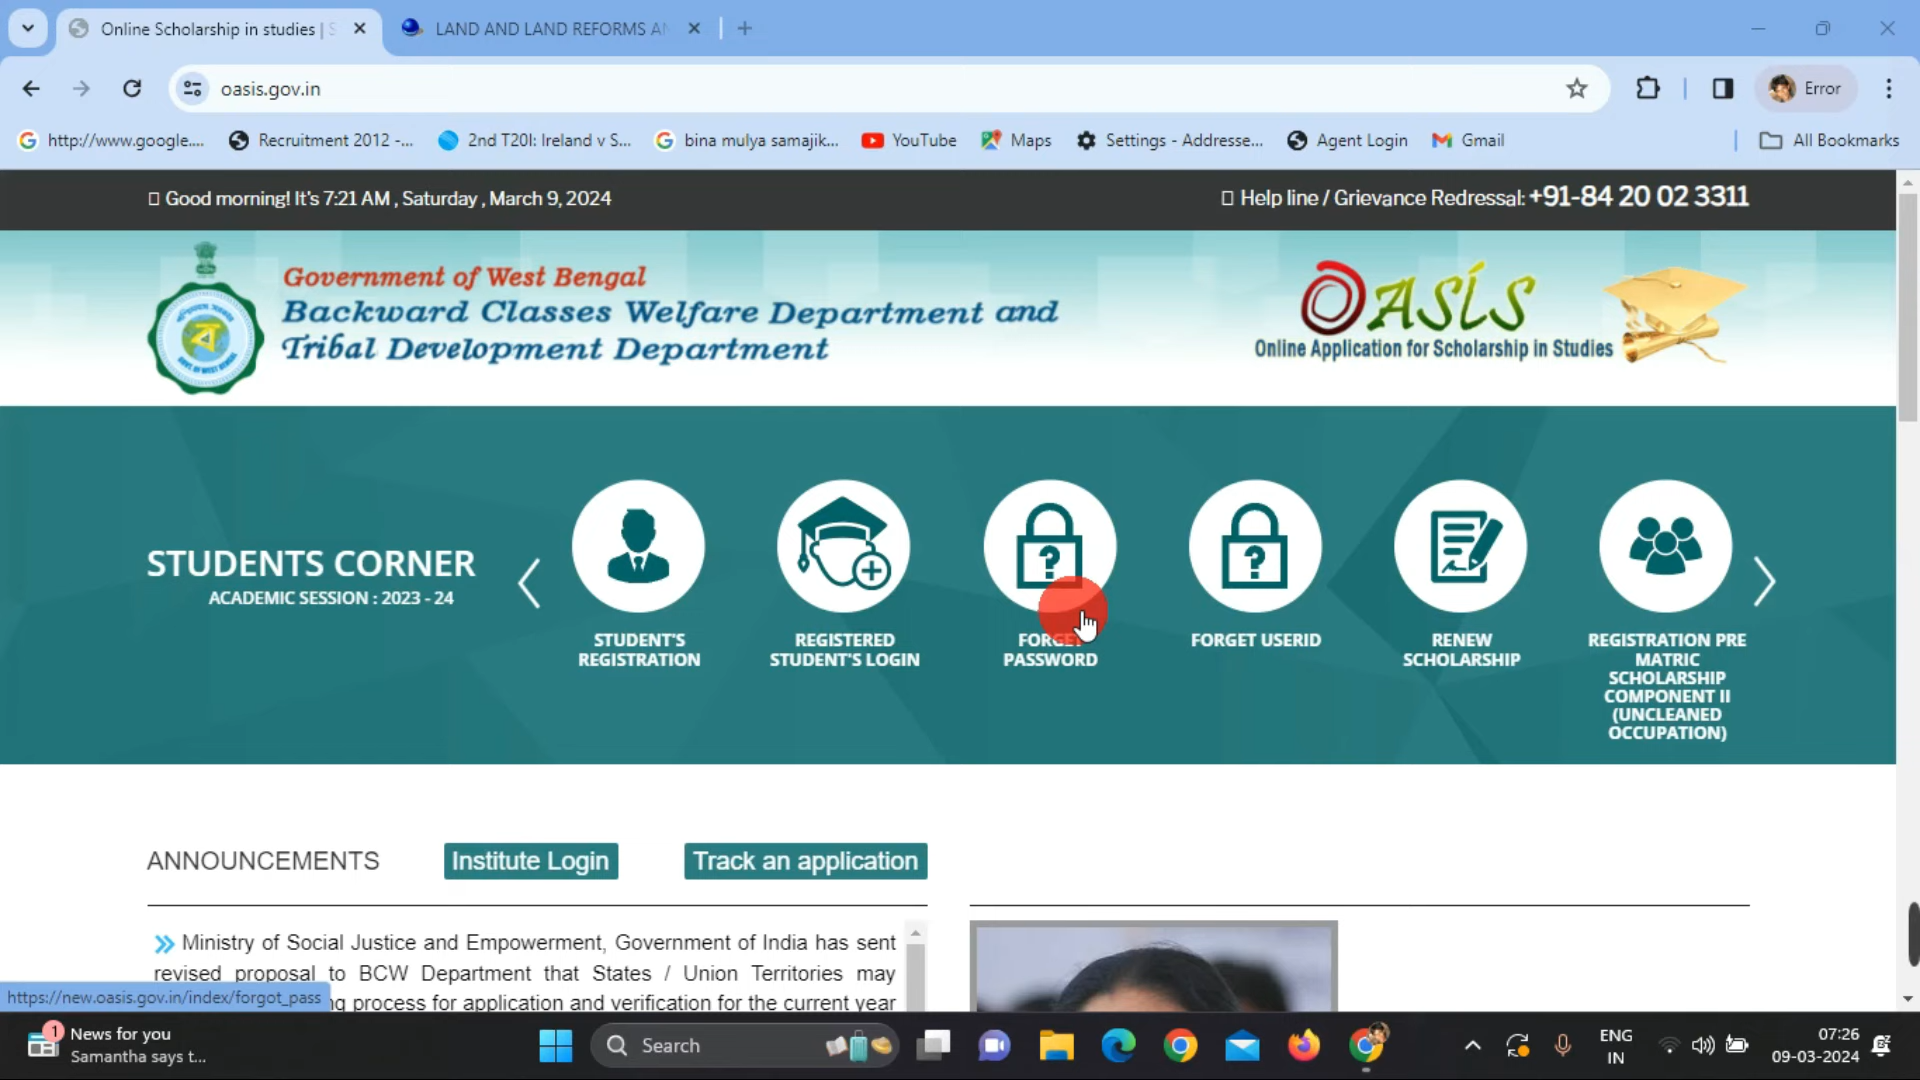 Online Scholarship in studies |
LAND AND LAND REFORMS AN
oasis.gov.in
Error
http://www.google....
Recruitment 2012 -...
2nd T20I: Ireland v S...
bina mulya samajik...
YouTube
Maps
Settings - Addresse...
Agent Login
Gmail
All Bookmarks
Good morning! It's 7:21 AM , Saturday , March 9, 2024
Help line / Grievance Redressal: +91-84 20 02 3311
Government of West Bengal
Backward Classes Welfare Department and
Tribal Development Department
OASIS
Online Application for Scholarship in Studies
STUDENTS CORNER
ACADEMIC SESSION : 2023 - 24
STUDENT'S
REGISTRATION
REGISTERED
STUDENT'S LOGIN
FORGET
PASSWORD
FORGET USERID
RENEW
SCHOLARSHIP
REGISTRATION PRE
MATRIC
SCHOLARSHIP
COMPONENT II
(UNCLEANED
OCCUPATION)
ANNOUNCEMENTS
Institute Login
Track an application
Ministry of Social Justice and Empowerment, Government of India has sent
revised proposal to BCW Department that States / Union Territories may
process for application and verification for the current year
https://new.oasis.gov.in/index/forgot_pass
1
News for you
Samantha says t...
Search
ENG
IN
07:26
09-03-2024